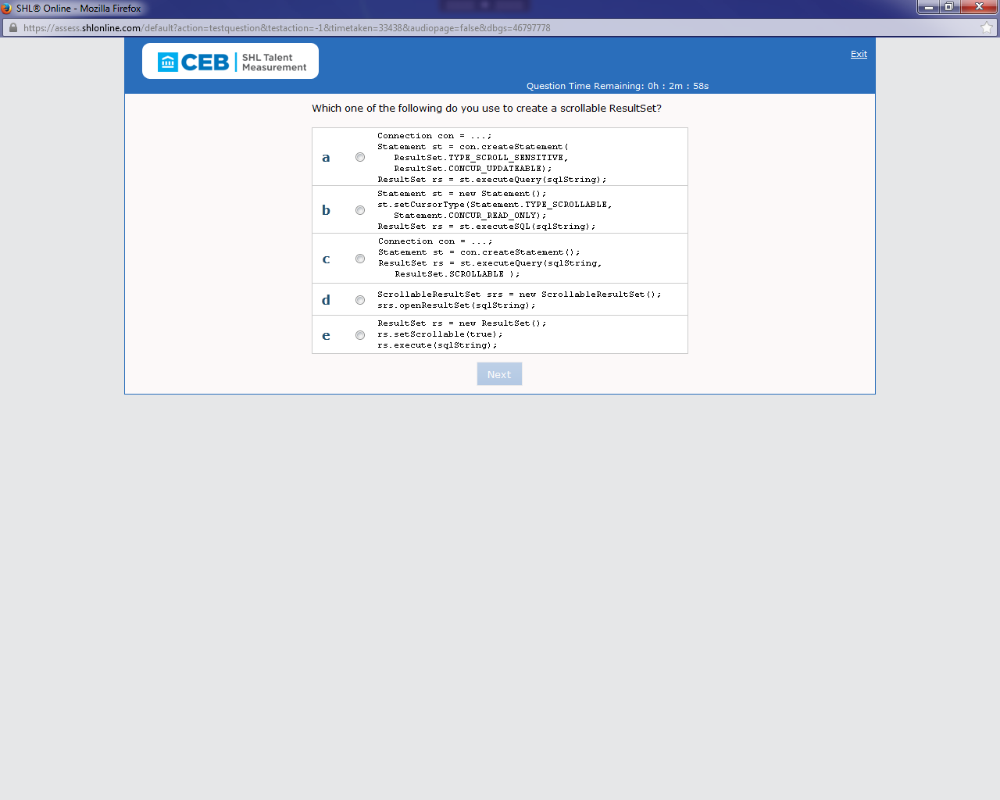 SHL® Online - Mozilla Firefox
https://assess.shlonline.com/default?action=testquestion&testaction=-1&timetaken=33438&audiopage=false&dbgs=46797778
CEB
SHL Talent
Measurement
Exit
Question Time Remaining: 0h : 2m : 58s
Which one of the following do you use to create a scrollable ResultSet?
a
Connection con = ...;
Statement st = con.createStatement(
ResultSet.TYPE_SCROLL_SENSITIVE,
ResultSet.CONCUR_UPDATEABLE);
ResultSet rs = st.executeQuery(sqlString);
b
Statement st = new Statement();
st.setCursorType(Statement.TYPE_SCROLLABLE,
Statement.CONCUR_READ_ONLY);
ResultSet rs = st.executeSQL(sqlString);
c
Connection con = ...;
Statement st = con.createStatement();
ResultSet rs = st.executeQuery(sqlString,
ResultSet.SCROLLABLE );
d
ScrollableResultSet srs = new ScrollableResultSet();
srs.openResultSet(sqlString);
e
ResultSet rs = new ResultSet();
rs.setScrollable(true);
rs.execute(sqlString);
Next